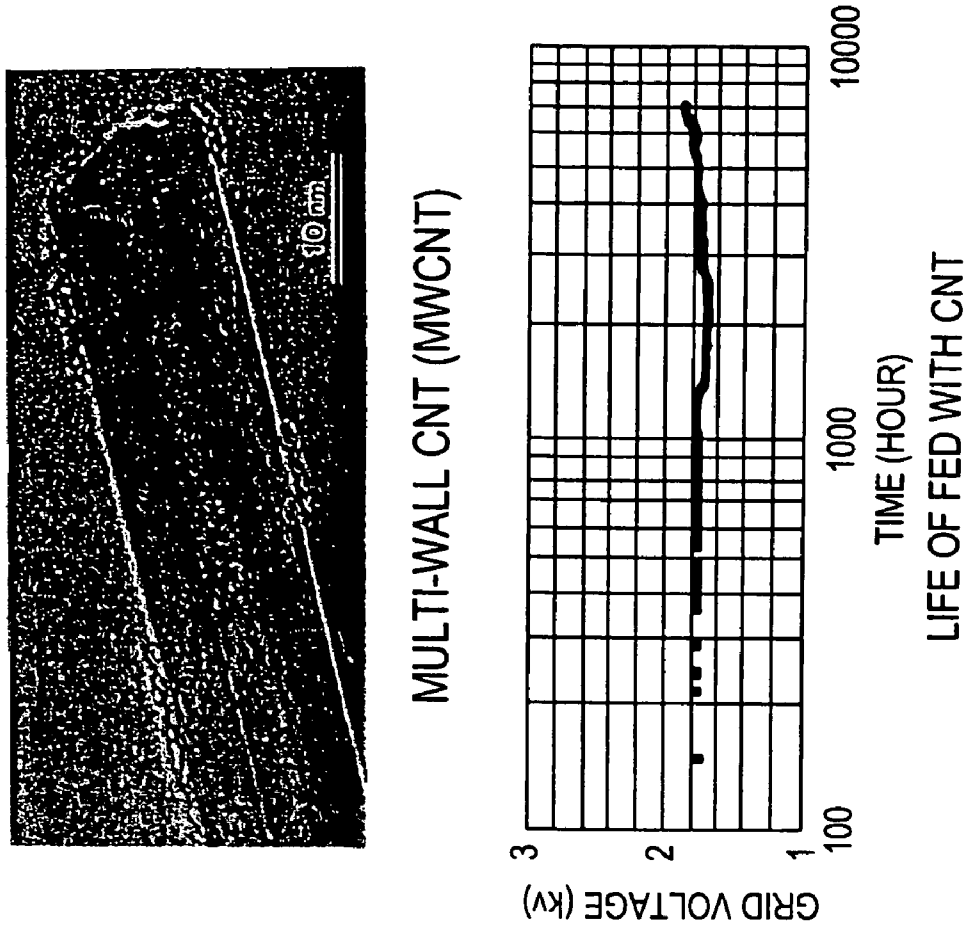 10 nm
MULTI-WALL CNT (MWCNT)
GRID VOLTAGE (kv)
3
2
1
100
1000
10000
TIME (HOUR)
LIFE OF FED WITH CNT